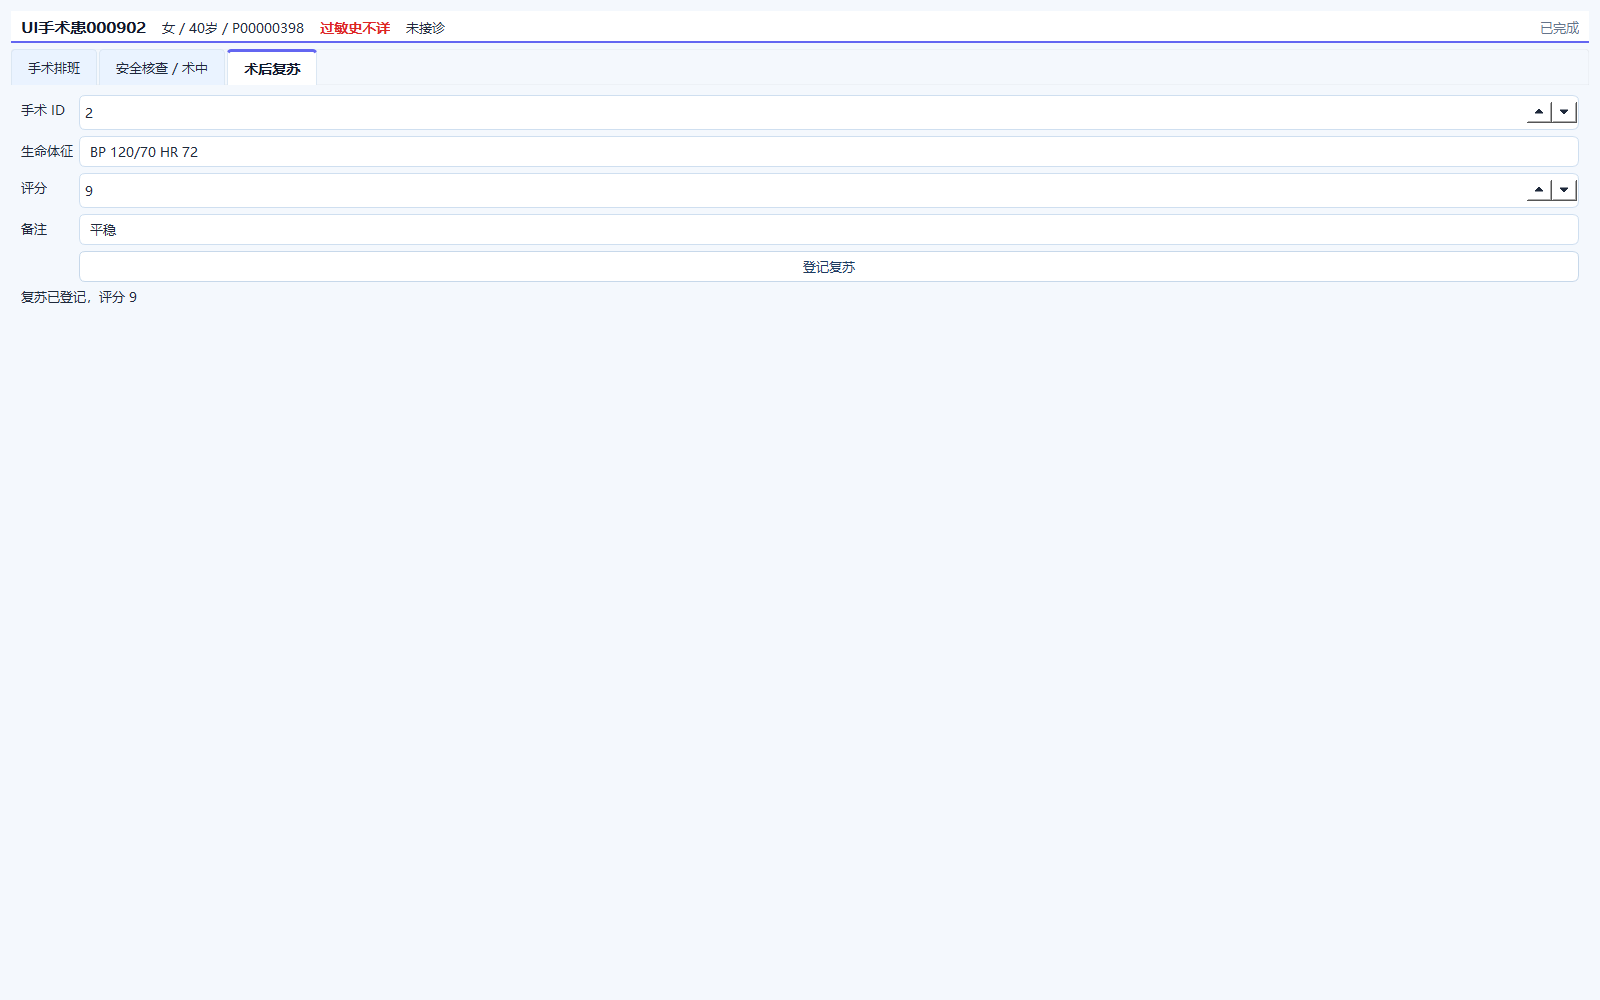 UI手术患000902 女 / 40岁 / P00000398 过敏史不详 未接诊 已完成
手术排班 安全核查 / 术中 术后复苏
手术 ID 2
生命体征 BP 120/70 HR 72
评分 9
备注 平稳
登记复苏
复苏已登记，评分 9